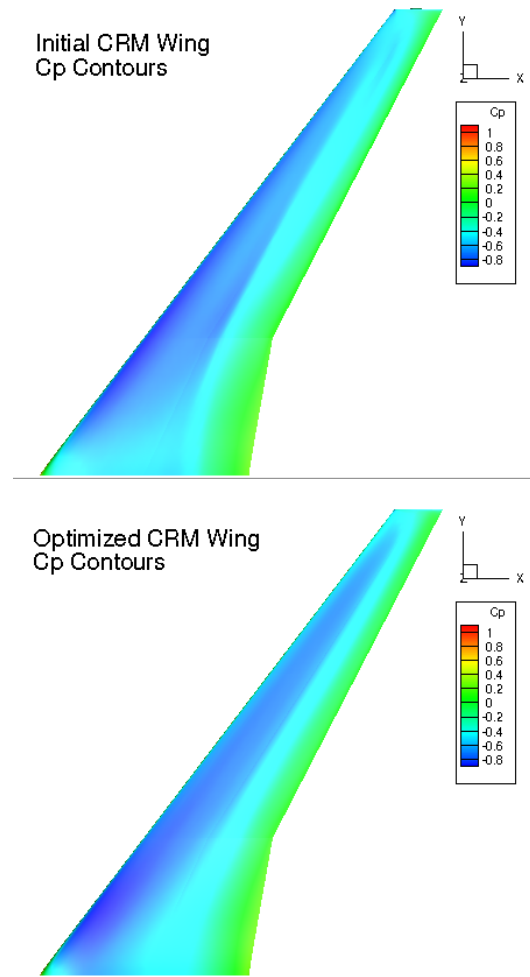 Initial CRM Wing
Cp Contours
Y
Z
X
Cp
1
0.8
0.6
0.4
0.2
0
-0.2
-0.4
-0.6
-0.8
Optimized CRM Wing
Cp Contours
Y
Z
X
Cp
1
0.8
0.6
0.4
0.2
0
-0.2
-0.4
-0.6
-0.8